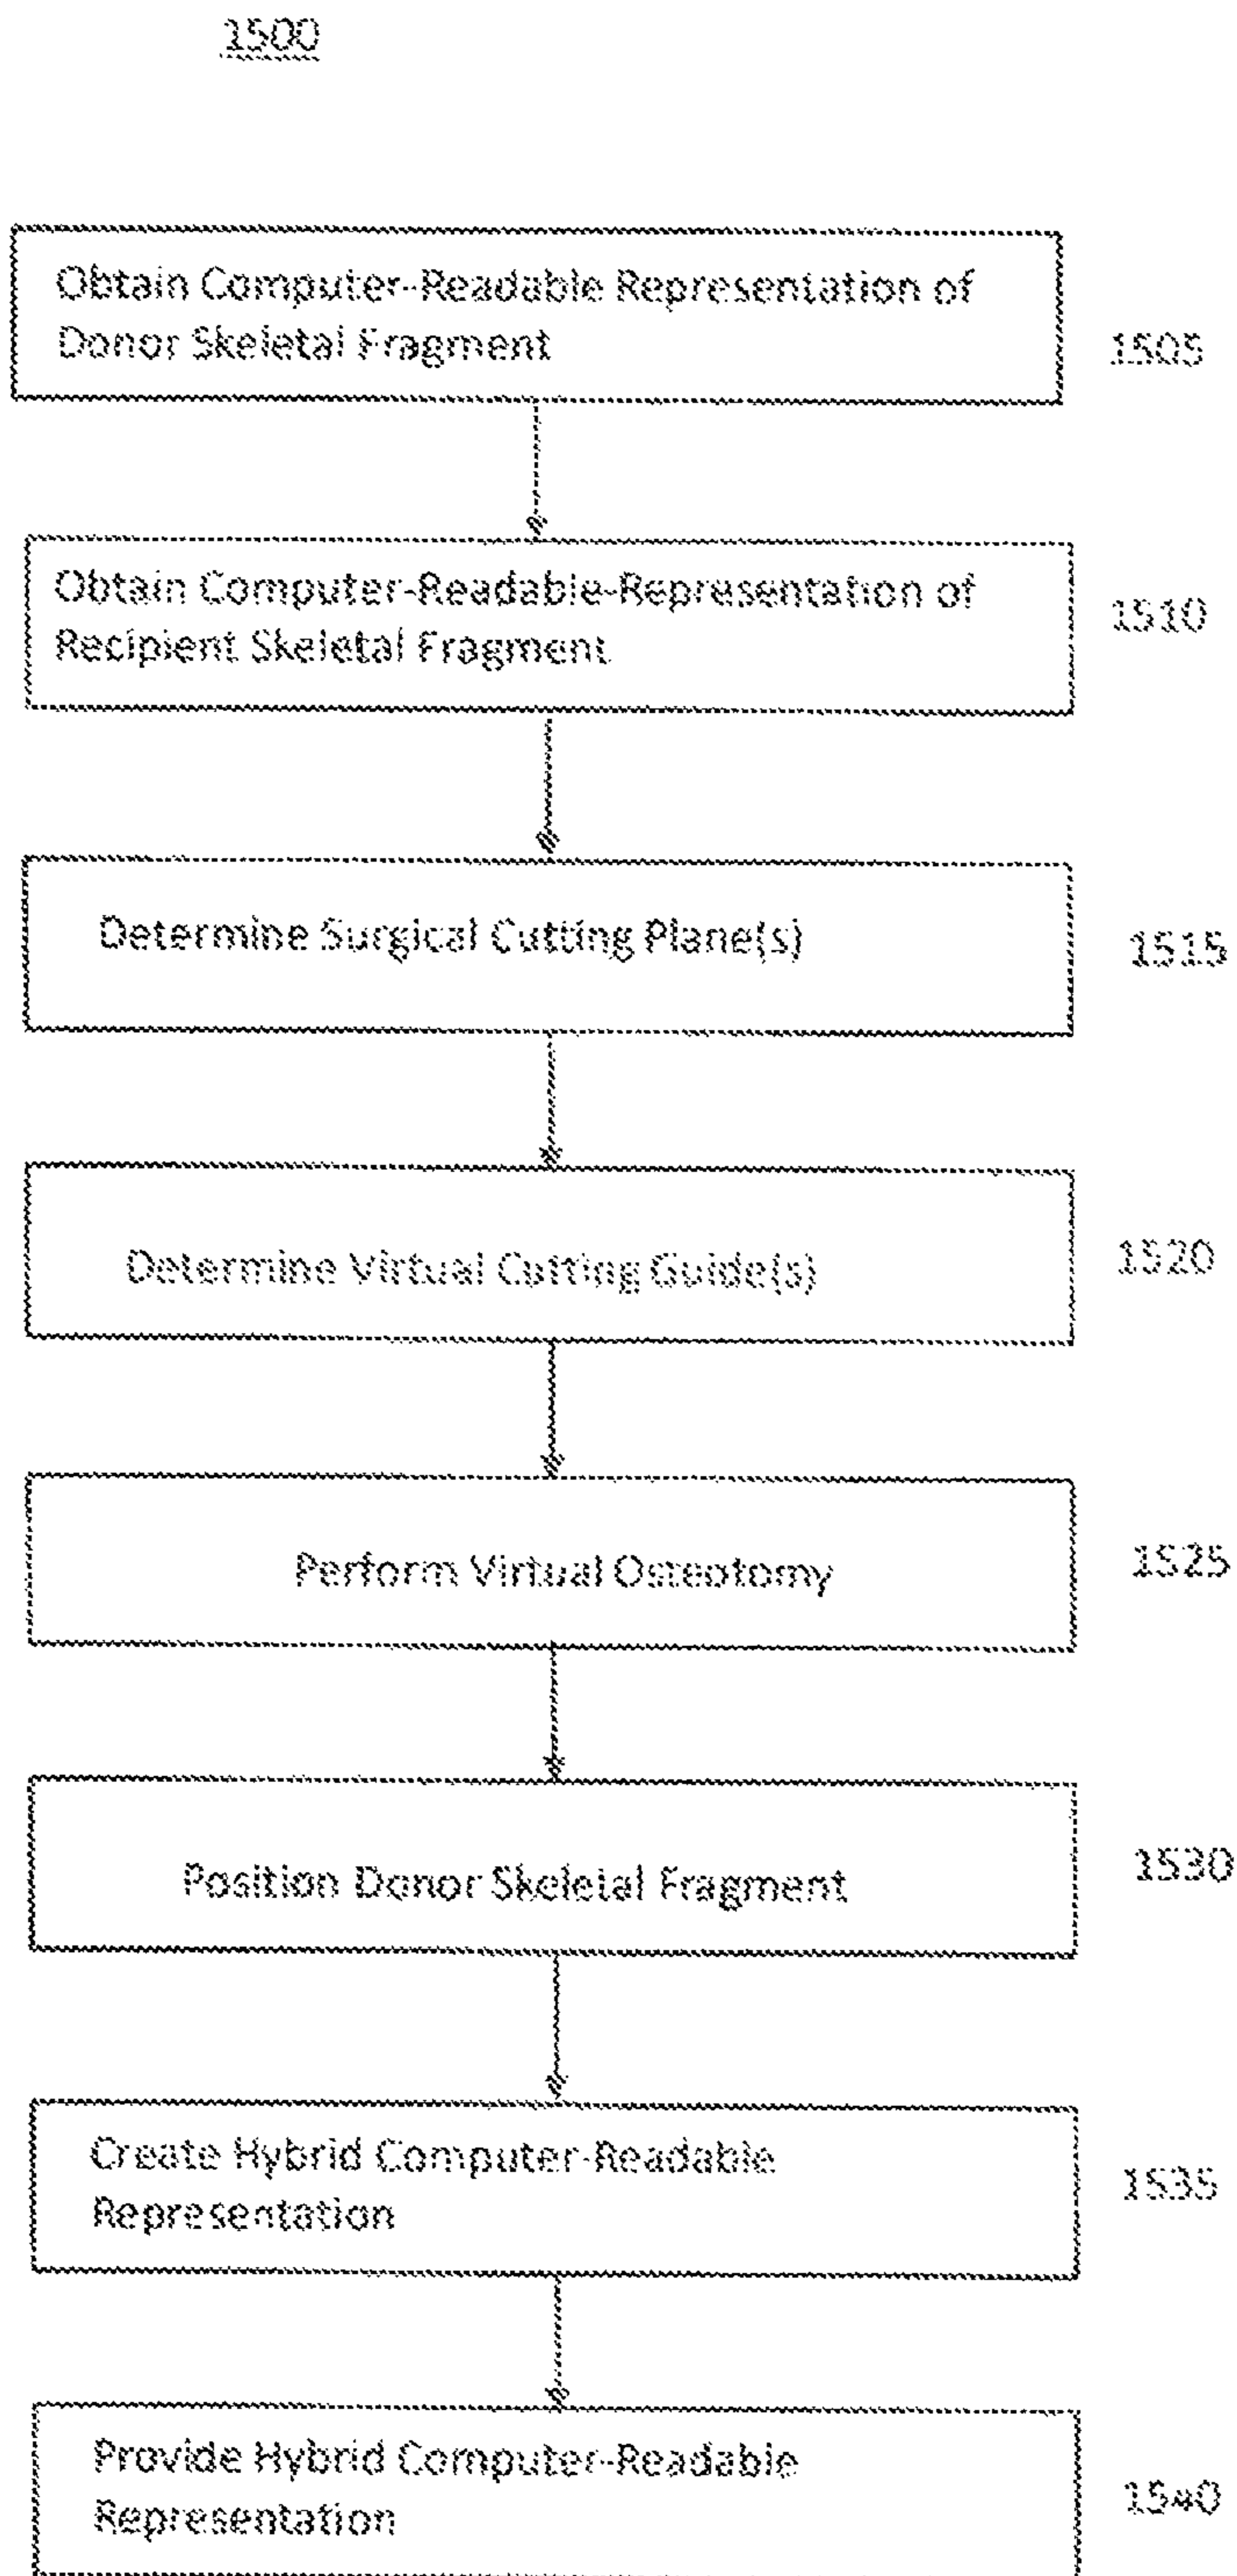 1500
Obtain Computer-Readable Representation of
Donor Skeletal Fragment
1505
Obtain Computer-Readable-Representation of
Recipient Skeletal Fragment
1510
Determine Surgical Cutting Plane(s)
1515
Determine Virtual Cutting Guide(s)
1520
Perform Virtual Osteotomy
1525
Position Donor Skeletal Fragment
1530
Create Hybrid Computer-Readable
Representation
1535
Provide Hybrid Computer-Readable
Representation
1540